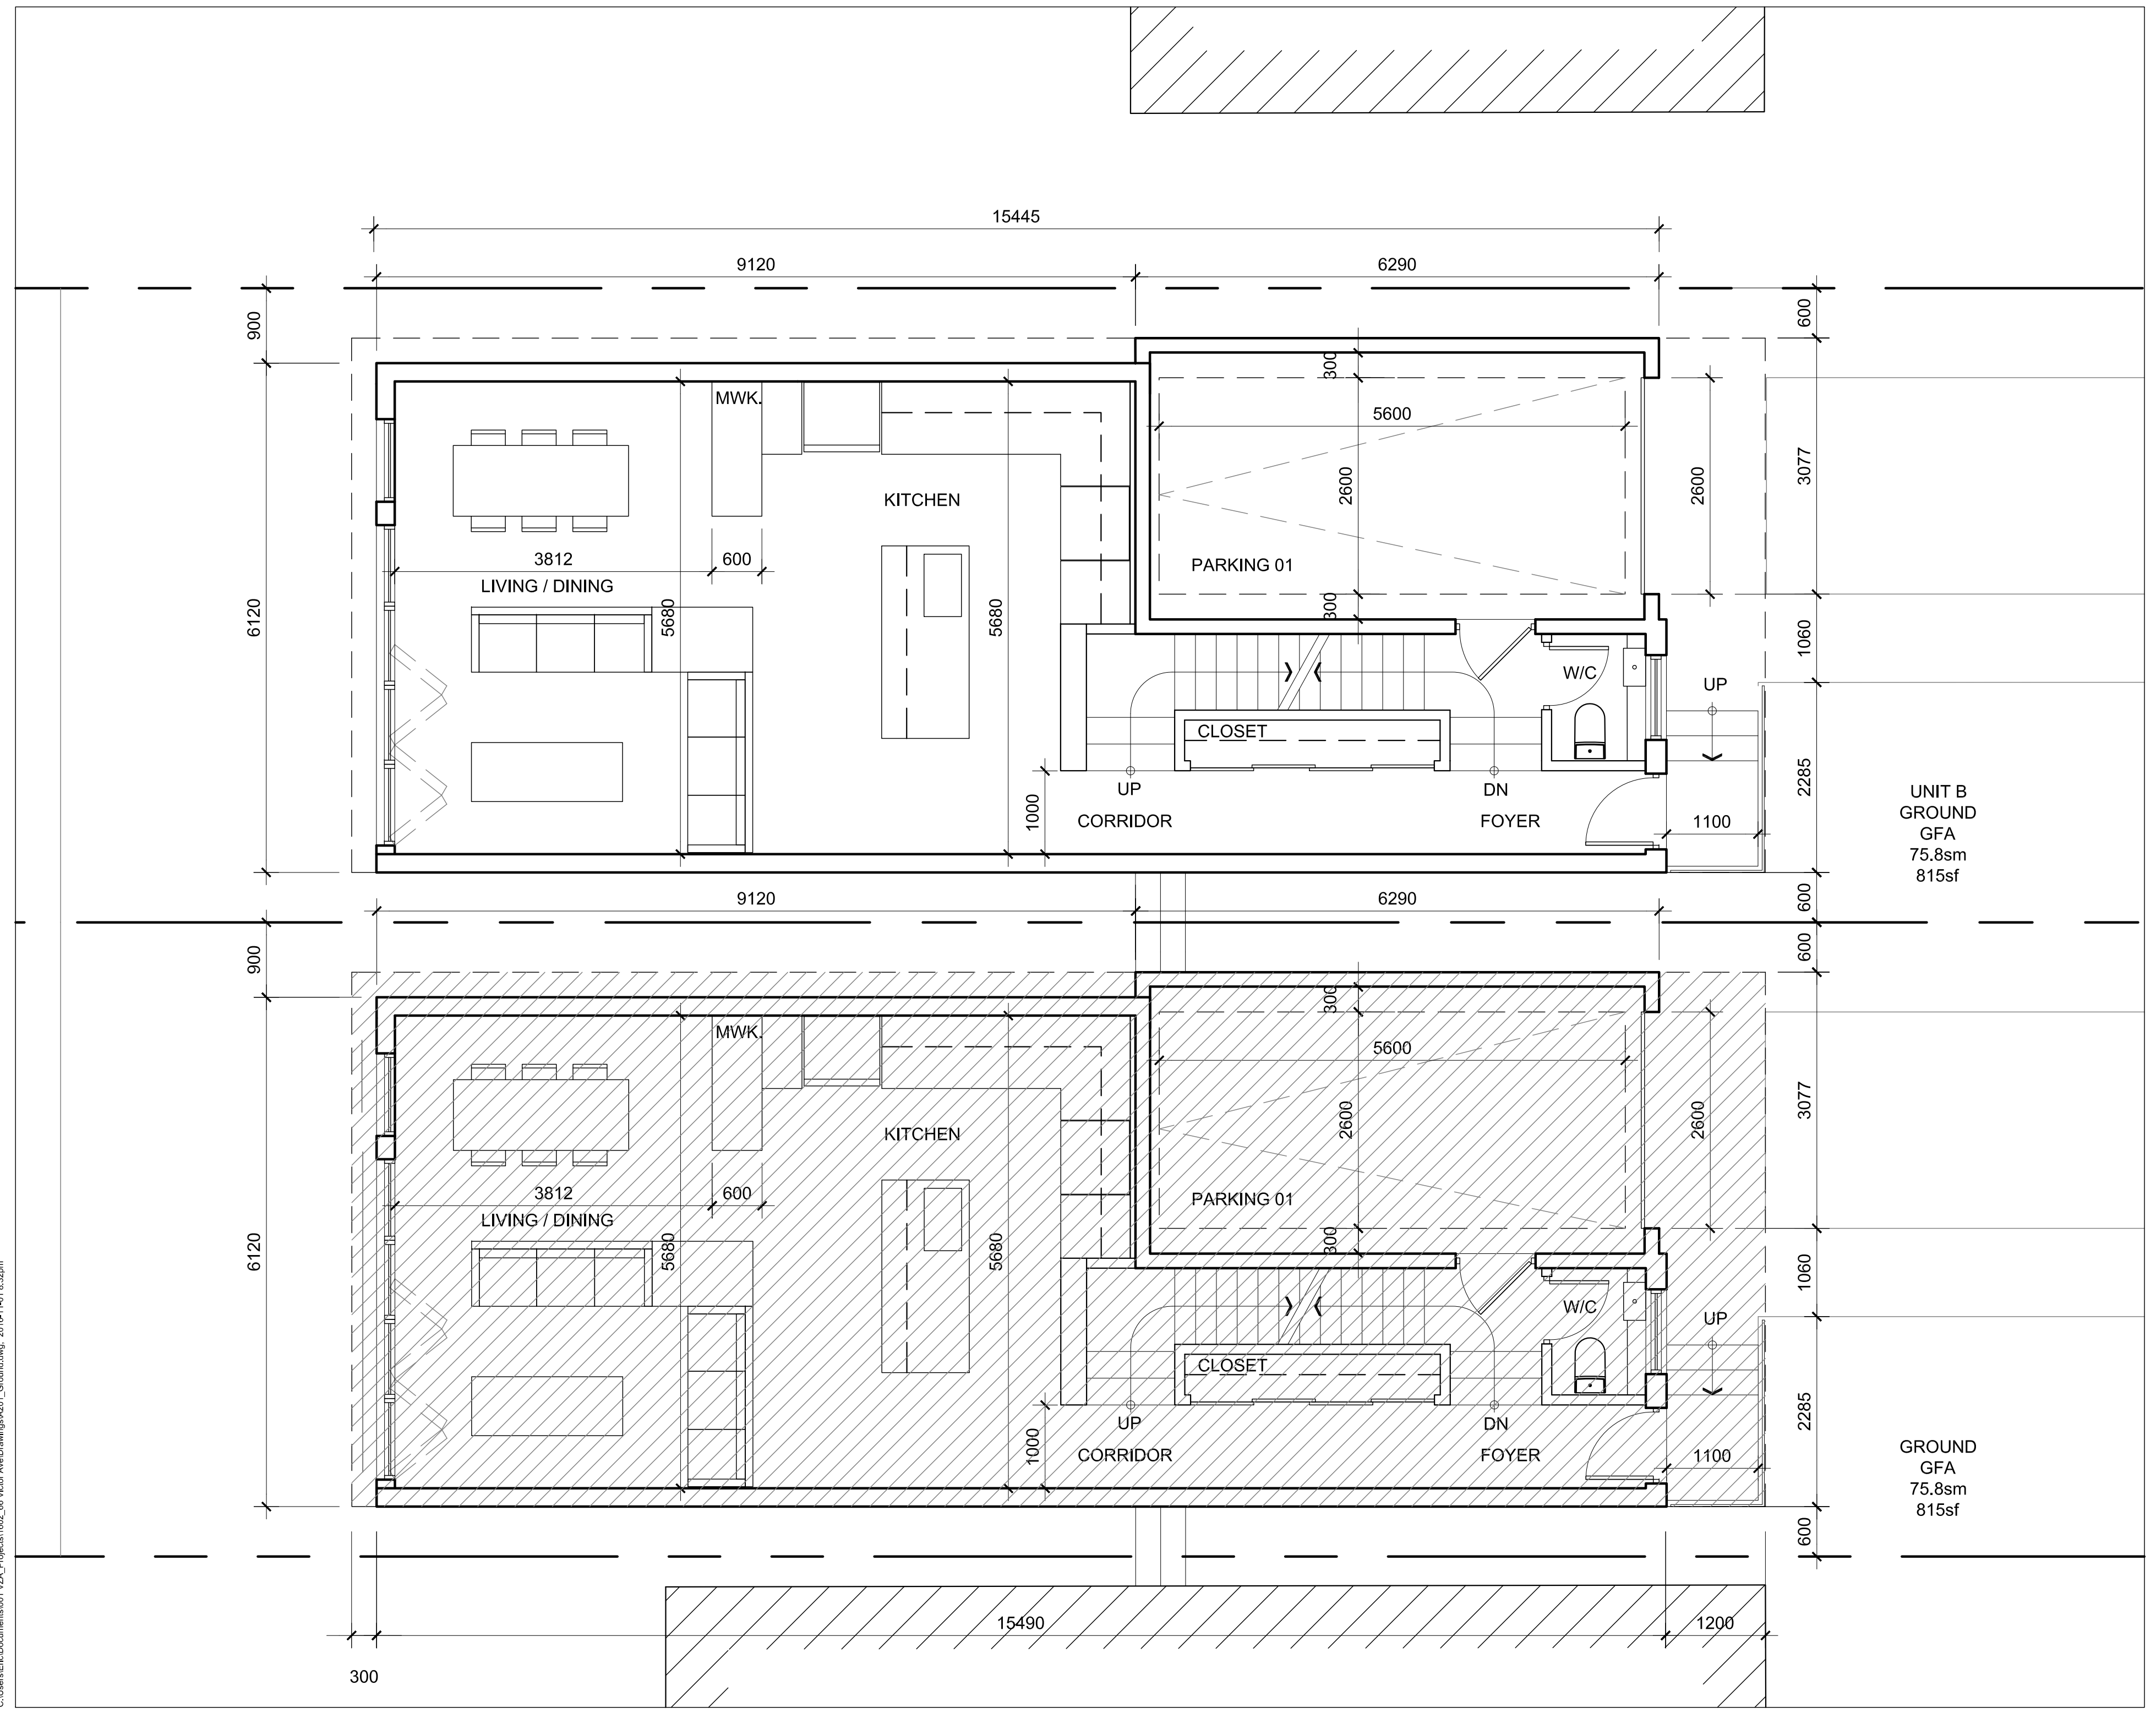 15445
9120
6290
900
600
300
MWK.
5600
KITCHEN
3077
2600
2600
3812
600
LIVING / DINING
PARKING 01
6120
5680
5680
300
1060
W/C
UP
CLOSET
2285
1000
UP
DN
CORRIDOR
FOYER
1100
UNIT B
GROUND
GFA
75.8sm
815sf
9120
6290
600
900
600
300
MWK.
5600
KITCHEN
3077
2600
2600
3812
600
LIVING / DINING
PARKING 01
6120
5680
5680
300
1060
W/C
UP
CLOSET
2285
1000
UP
DN
CORRIDOR
FOYER
1100
GROUND
GFA
75.8sm
815sf
600
15490
1200
300